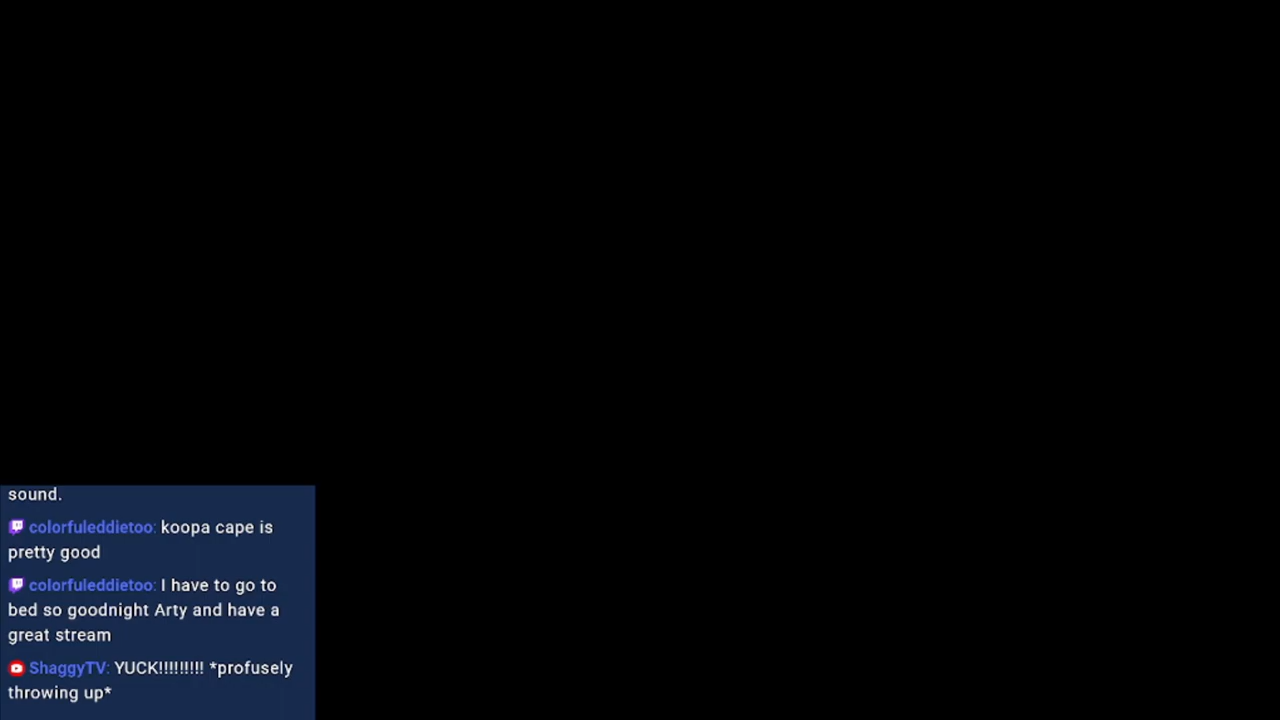 sound.
colorfuleddietoo: koopa cape is
pretty good
colorfuleddietoo: I have to go to
bed so goodnight Arty and have a
great stream
ShaggyTV: YUCK!!!!!!!!! *profusely
throwing up*